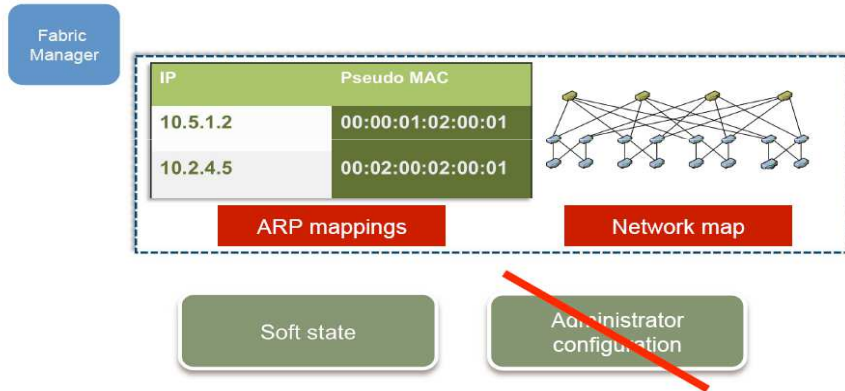 Fabric
Manager
IP Pseudo MAC
10.5.1.2 00:00:01:02:00:01
10.2.4.5 00:02:00:02:00:01
ARP mappings Network map
Soft state
Administrator
configuration